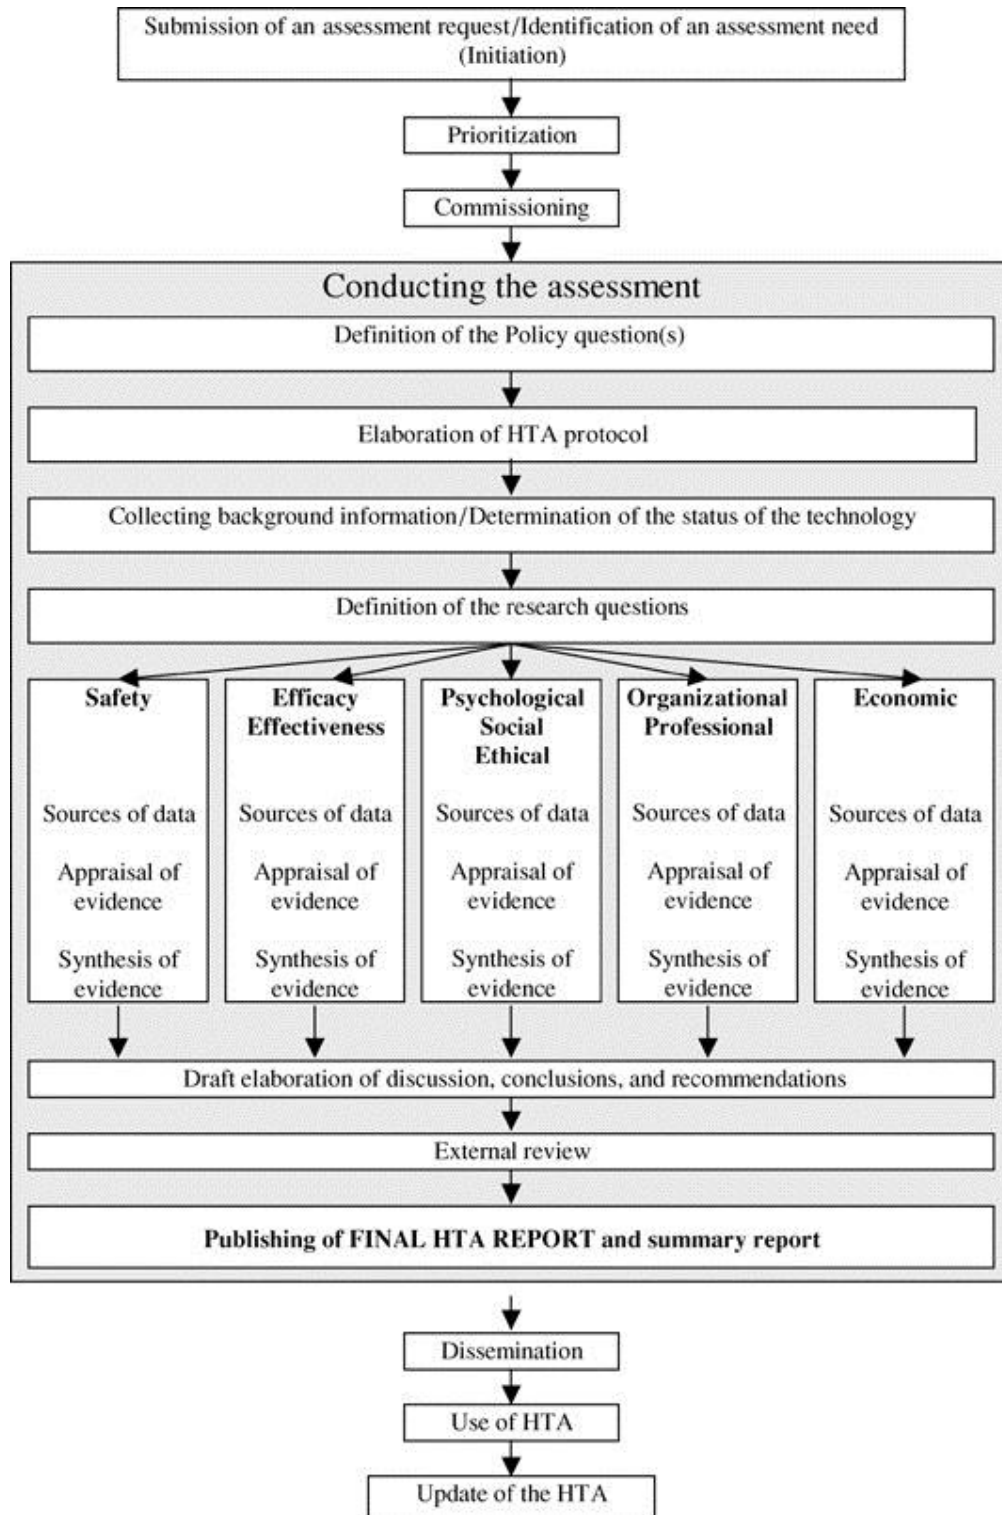 Submission of an assessment request/Identification of an assessment need
(Initiation)
Prioritization
Commissioning
Conducting the assessment
Definition of the Policy question(s)
Elaboration of HTA protocol
Collecting background information/Determination of the status of the technology
Definition of the research questions
Safety
Sources of data
Appraisal of
evidence
Synthesis of
evidence
Efficacy
Effectiveness
Sources of data
Appraisal of
evidence
Synthesis of
evidence
Psychological
Social
Ethical
Sources of data
Appraisal of
evidence
Synthesis of
evidence
Organizational
Professional
Sources of data
Appraisal of
evidence
Synthesis of
evidence
Economic
Sources of data
Appraisal of
evidence
Synthesis of
evidence
Draft elaboration of discussion, conclusions, and recommendations
External review
Publishing of FINAL HTA REPORT and summary report
Dissemination
Use of HTA
Update of the HTA